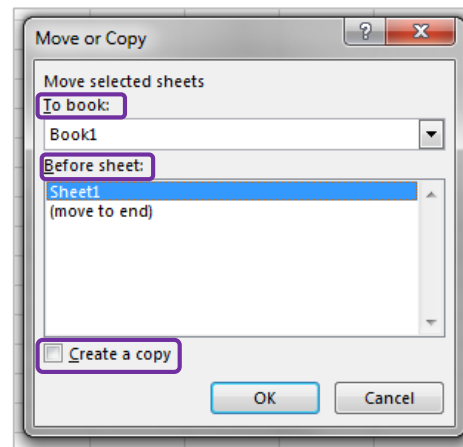 Move or Copy
Move selected sheets
To book:
Book1
Before sheet:
Sheet1
(move to end)
Create a copy
OK Cancel